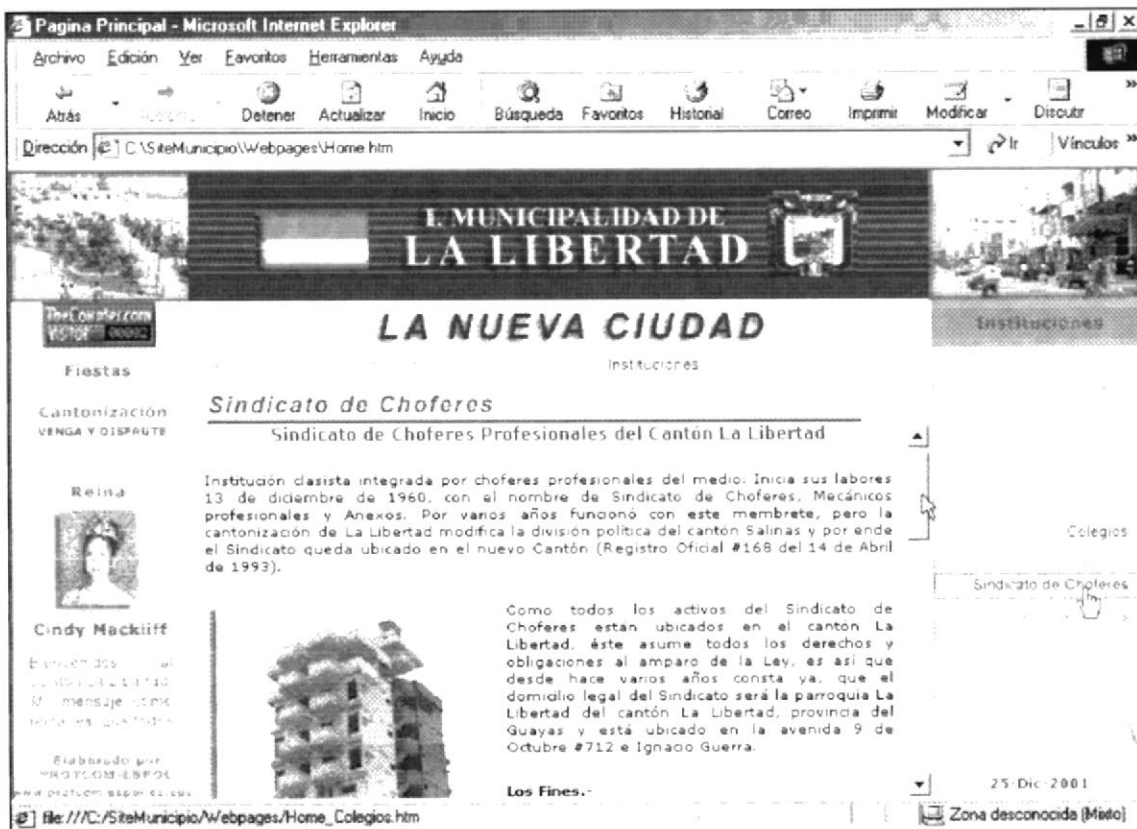 Pagina Principal - Microsoft Internet Explorer
Archivo Edición Ver Favoritos Herramientas Ayuda
Atrás Detener Actualizar Inicio Búsqueda Favoritos Historial Correo Imprimir Modificar Discutir
Dirección C:\SiteMunicipio\Webpages\Home.htm Ir Vínculos
I. MUNICIPALIDAD DE
LA LIBERTAD
TheCounter.com
VISITOR 00002
LA NUEVA CIUDAD
Instituciones
Instituciones
Fiestas
Cantonización
VENGA Y DISFRUTE
Reina
Cindy Mackliff
Elaborado por
PROTCOM-ESPOL
Sindicato de Choferes
Sindicato de Choferes Profesionales del Cantón La Libertad
Institución clasista integrada por choferes profesionales del medio. Inicia sus labores
13 de diciembre de 1960, con el nombre de Sindicato de Choferes, Mecánicos
profesionales y Anexos. Por varios años funcionó con este membrete, pero la
cantonización de La Libertad modifica la división política del cantón Salinas y por ende
el Sindicato queda ubicado en el nuevo Cantón (Registro Oficial #168 del 14 de Abril
de 1993).
Como todos los activos del Sindicato de
Choferes están ubicados en el cantón La
Libertad, éste asume todos los derechos y
obligaciones al amparo de la Ley, es así que
desde hace varios años consta ya, que el
domicilio legal del Sindicato será la parroquia La
Libertad del cantón La Libertad, provincia del
Guayas y está ubicado en la avenida 9 de
Octubre #712 e Ignacio Guerra.
Los Fines.-
Colegios
Sindicato de Choferes
25-Dic-2001
file:///C:/SiteMunicipio/Webpages/Home_Colegios.htm Zona desconocida (Mixto)